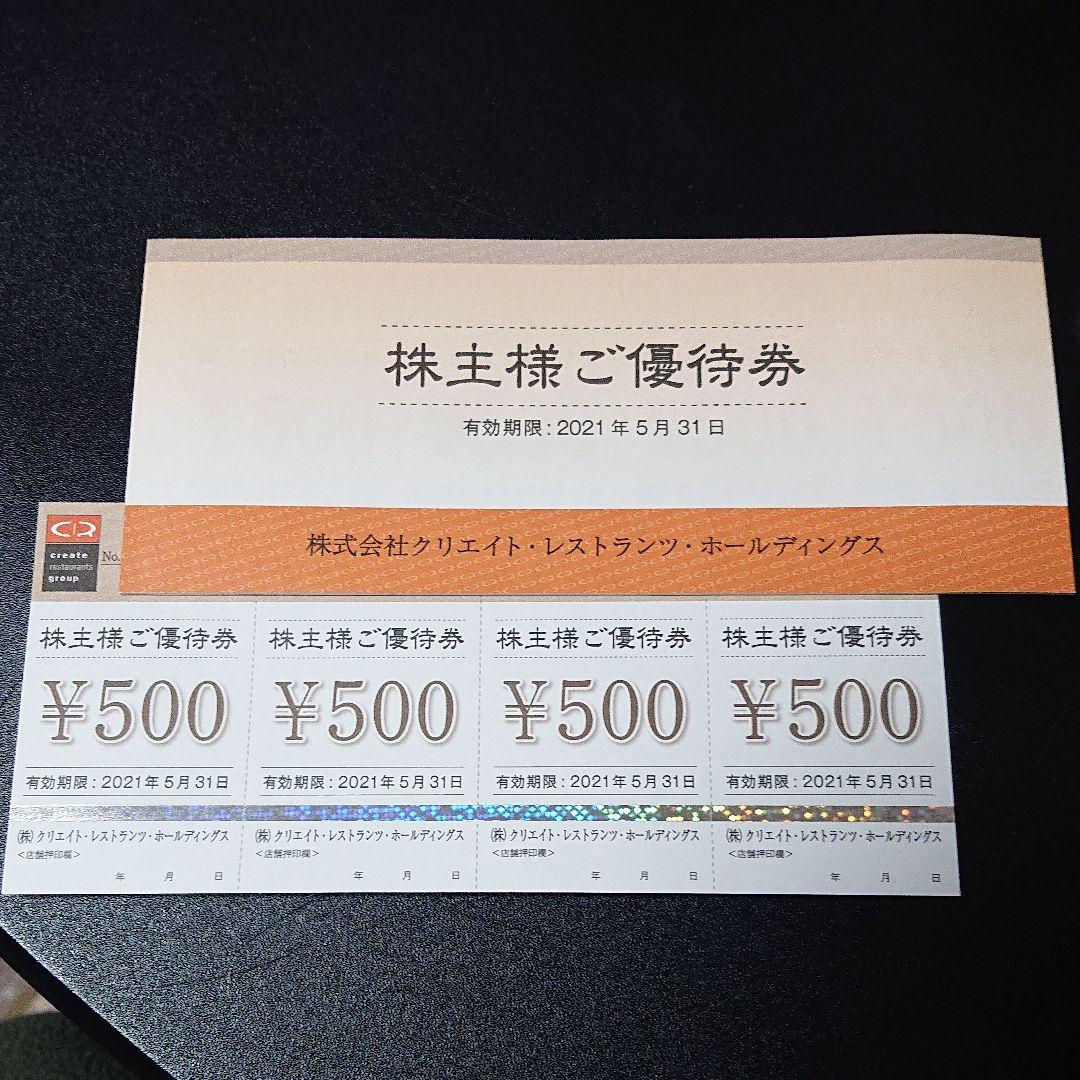 株主様ご優待券
有効期限:2021年5月31日
株式会社クリエイト・レストランツ・ホールディングス
create
restaurants
group
No.
株主様ご優待券 株主様ご優待券 株主様ご優待券 株主様ご優待券
¥500 ¥500 ¥500 ¥500
有効期限:2021年5月31日 有効期限:2021年5月31日 有効期限:2021年5月31日 有効期限:2021年5月31日
㈱クリエイト・レストランツ・ホールディングス ㈱クリエイト・レストランツ・ホールディングス ㈱クリエイト・レストランツ・ホールディングス ㈱クリエイト・レストランツ・ホールディングス
<店舗押印欄> <店舗押印欄> <店舗押印欄> <店舗押印欄>
年 月 日 年 月 日 年 月 日 年 月 日